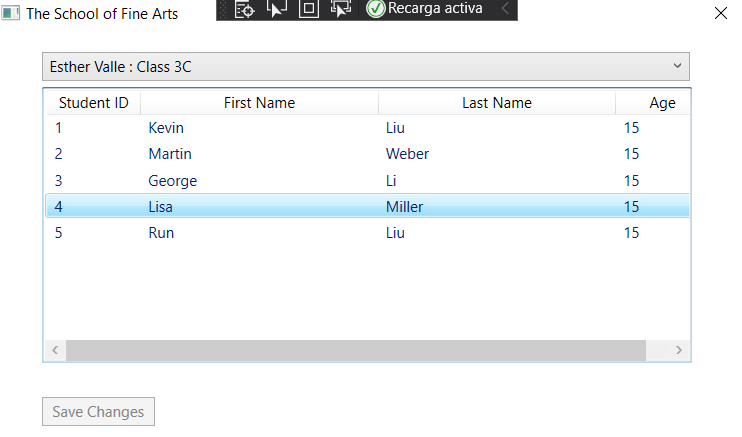 The School of Fine Arts
Recarga activa
Esther Valle : Class 3C
Student ID First Name Last Name Age
1 Kevin Liu 15
2 Martin Weber 15
3 George Li 15
4 Lisa Miller 15
5 Run Liu 15
Save Changes